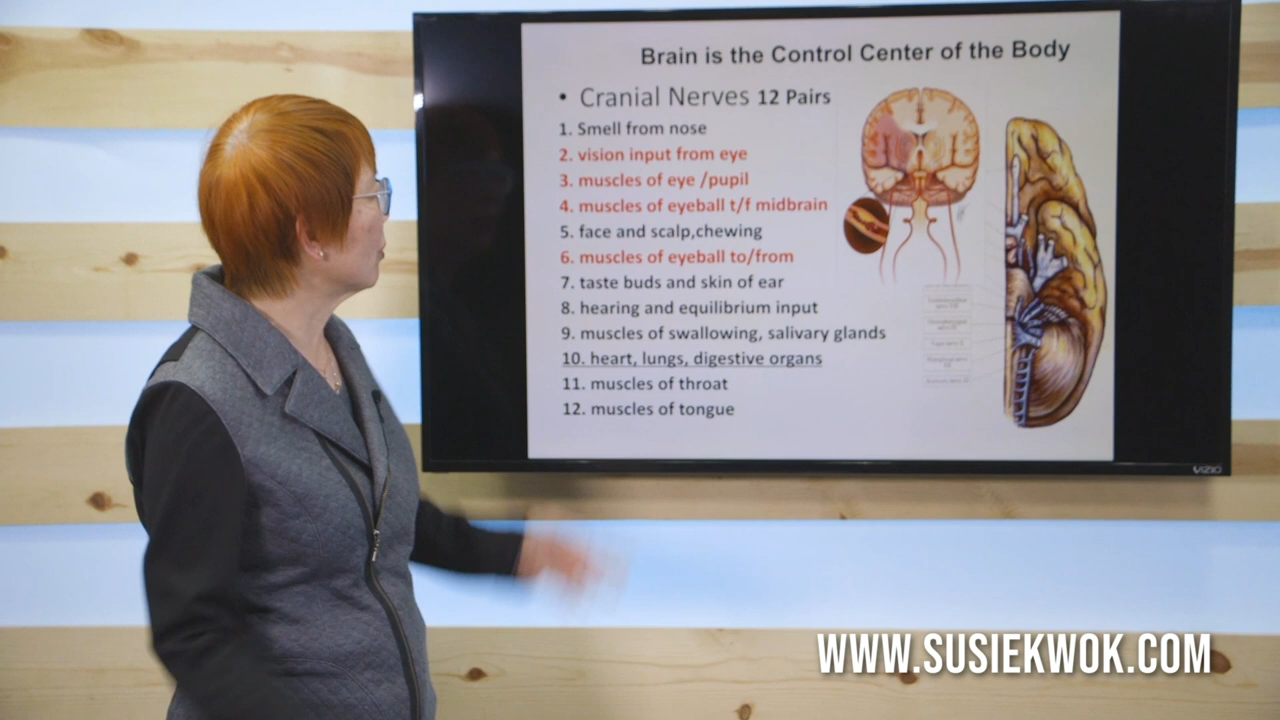 Brain is the Control Center of the Body
• Cranial Nerves 12 Pairs
1. Smell from nose
2. vision input from eye
3. muscles of eye /pupil
4. muscles of eyeball t/f midbrain
5. face and scalp,chewing
6. muscles of eyeball to/from
7. taste buds and skin of ear
8. hearing and equilibrium input
9. muscles of swallowing, salivary glands
10. heart, lungs, digestive organs
11. muscles of throat
12. muscles of tongue
VIZIO
WWW.SUSIEKWOK.COM